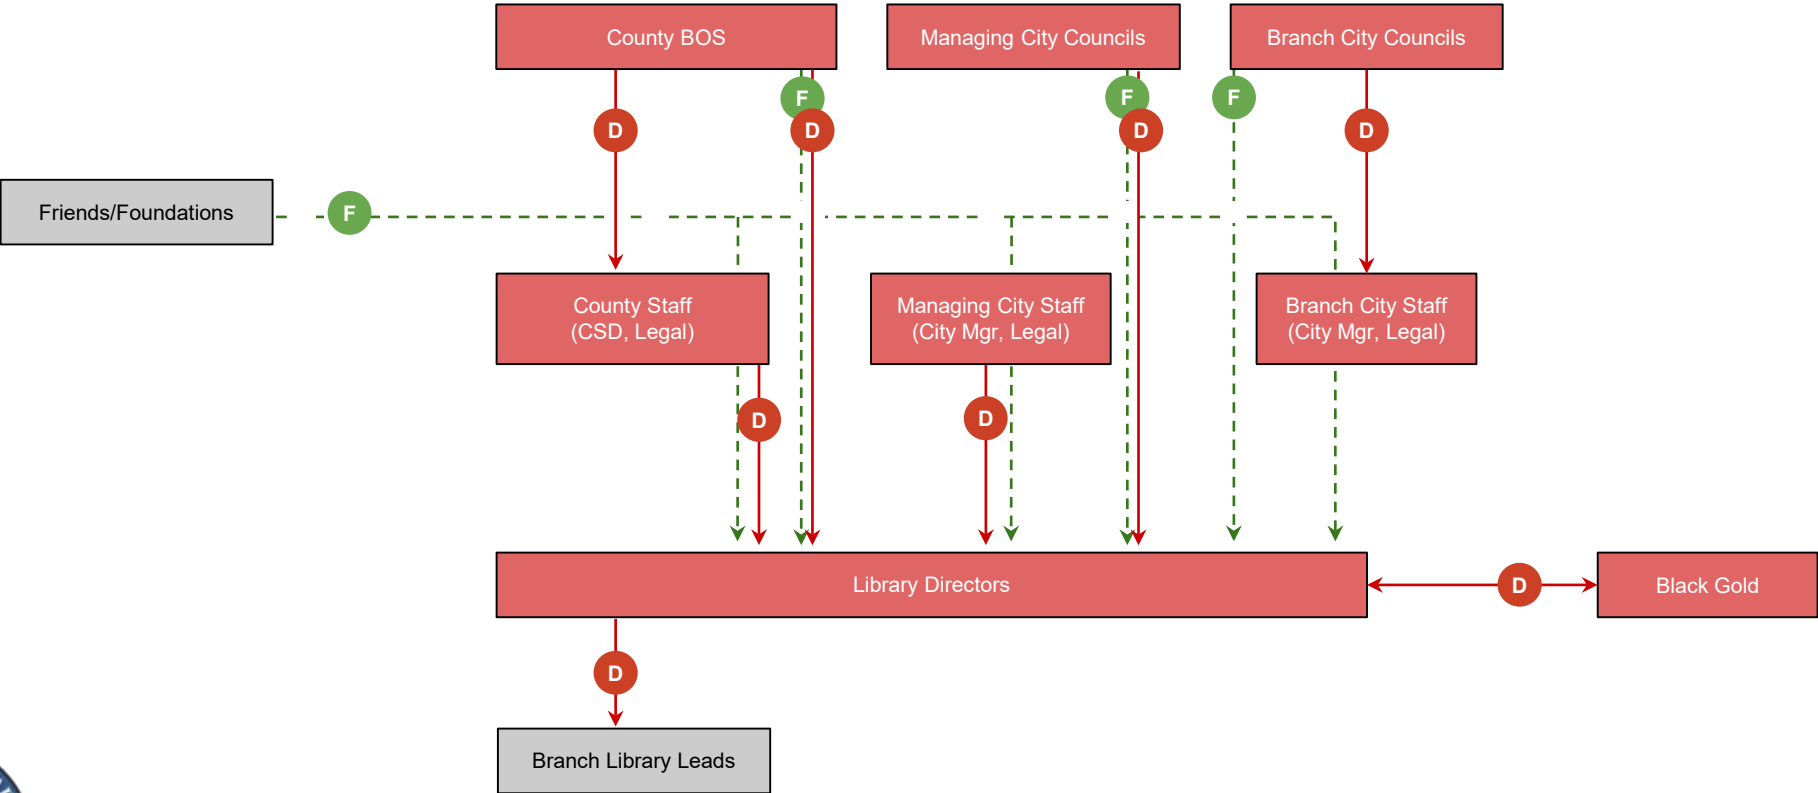 County BOS
Managing City Councils
Branch City Councils
F
F
F
D
D
D
D
Friends/Foundations
F
County Staff
(CSD, Legal)
Managing City Staff
(City Mgr, Legal)
Branch City Staff
(City Mgr, Legal)
D
D
Library Directors
D
Black Gold
D
Branch Library Leads